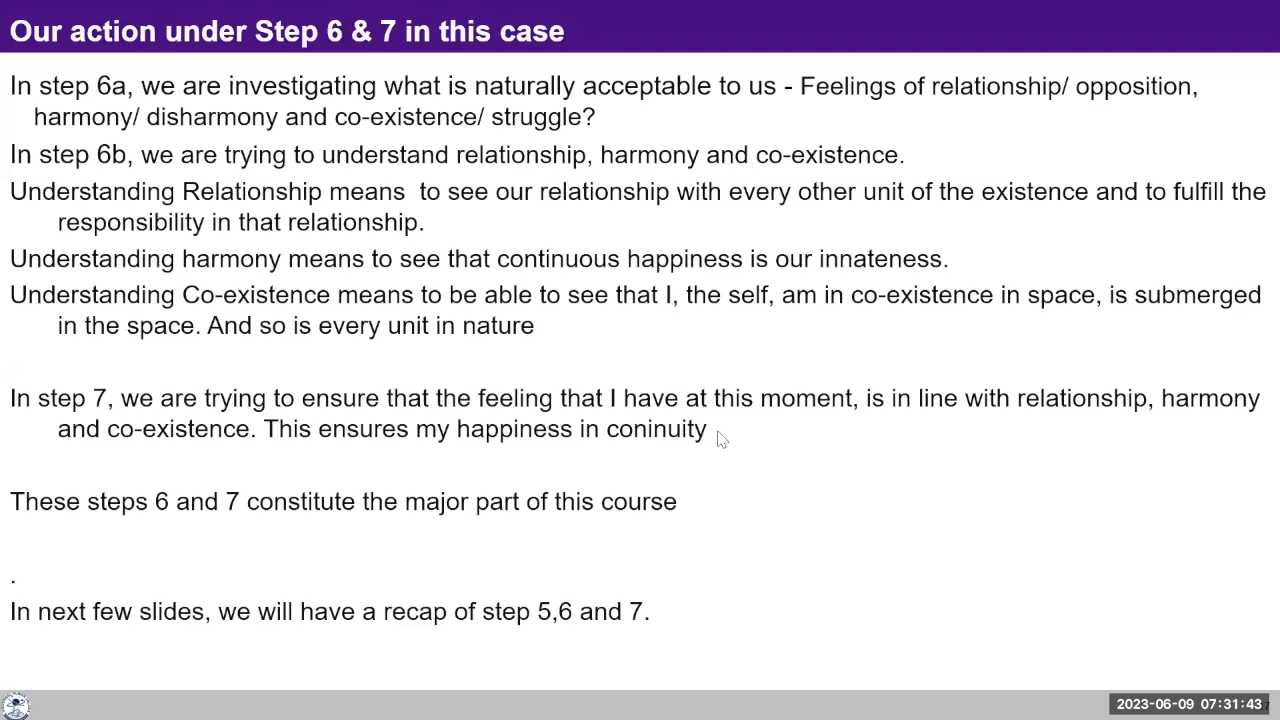 Our action under Step 6 & 7 in this case
In step 6a, we are investigating what is naturally acceptable to us - Feelings of relationship/ opposition,
harmony/ disharmony and co-existence/ struggle?
In step 6b, we are trying to understand relationship, harmony and co-existence.
Understanding Relationship means  to see our relationship with every other unit of the existence and to fulfill the
responsibility in that relationship.
Understanding harmony means to see that continuous happiness is our innateness.
Understanding Co-existence means to be able to see that I, the self, am in co-existence in space, is submerged
in the space. And so is every unit in nature
In step 7, we are trying to ensure that the feeling that I have at this moment, is in line with relationship, harmony
and co-existence. This ensures my happiness in coninuity
These steps 6 and 7 constitute the major part of this course
.
In next few slides, we will have a recap of step 5,6 and 7.
2023-06-09 07:31:43